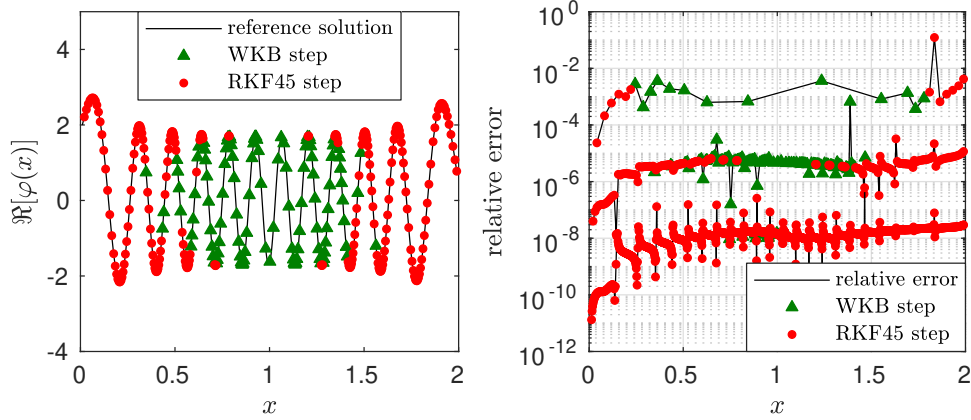 4
2
0
-2
-4
0
0.5
1
1.5
2
x
ℜ[φ(x)]
reference solution
WKB step
RKF45 step
10^0
10^-2
10^-4
10^-6
10^-8
10^-10
10^-12
0
0.5
1
1.5
2
x
relative error
relative error
WKB step
RKF45 step